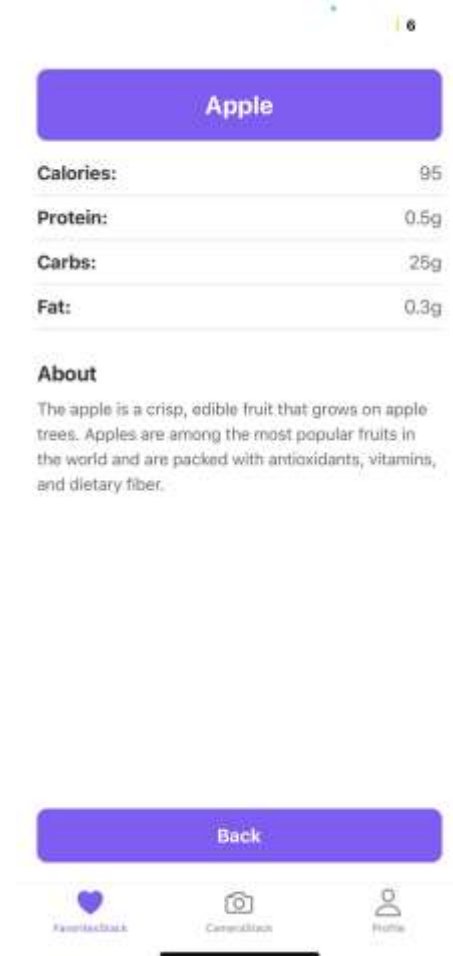 6
Apple
Calories: 95
Protein: 0.5g
Carbs: 25g
Fat: 0.3g
About
The apple is a crisp, edible fruit that grows on apple
trees. Apples are among the most popular fruits in
the world and are packed with antioxidants, vitamins,
and dietary fiber.
Back
FavoritesStack CameraStack Profile